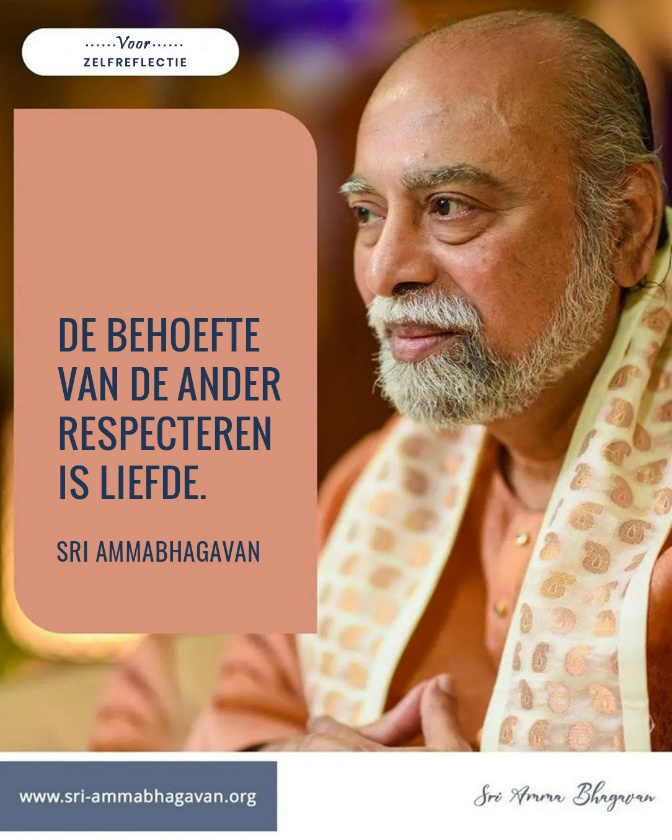 ······Voor······
ZELFREFLECTIE
DE BEHOEFTE
VAN DE ANDER
RESPECTEREN
IS LIEFDE.
SRI AMMABHAGAVAN
www.sri-ammabhagavan.org
Sri Amma Bhagavan